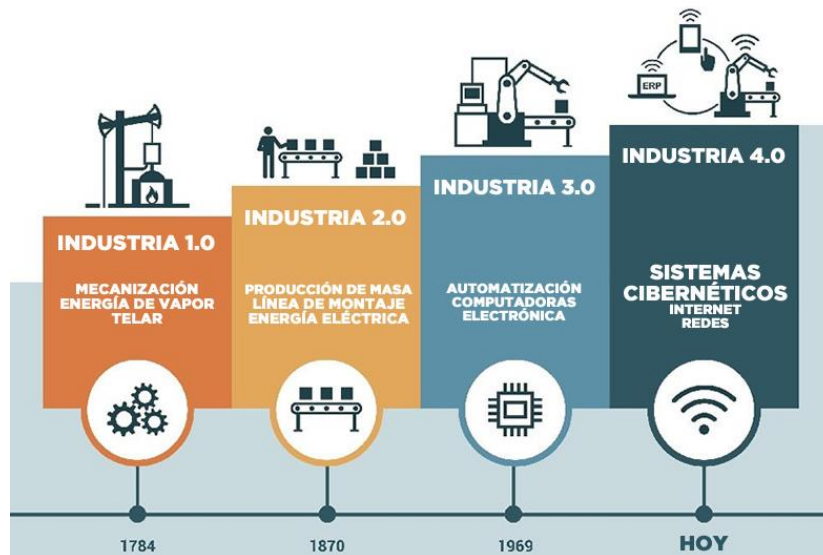 ERP
INDUSTRIA 1.0
MECANIZACIÓN
ENERGÍA DE VAPOR
TELAR
INDUSTRIA 2.0
PRODUCCIÓN DE MASA
LÍNEA DE MONTAJE
ENERGÍA ELÉCTRICA
INDUSTRIA 3.0
AUTOMATIZACIÓN
COMPUTADORAS
ELECTRÓNICA
INDUSTRIA 4.0
SISTEMAS
CIBERNÉTICOS
INTERNET
REDES
1784
1870
1969
HOY